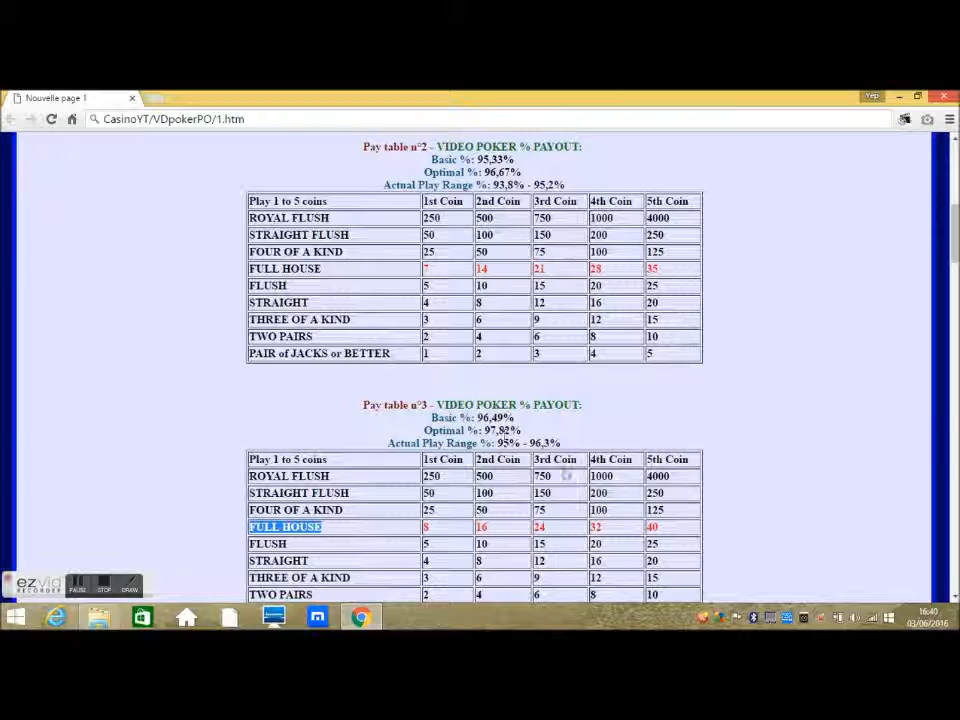 Nouvelle page 1
Yep
CasinoYT/VDpokerPO/1.htm
Pay table n°2 - VIDEO POKER % PAYOUT:
Basic %: 95,33%
Optimal %: 96,67%
Actual Play Range %: 93,8% - 95,2%
Play 1 to 5 coins 1st Coin 2nd Coin 3rd Coin 4th Coin 5th Coin
ROYAL FLUSH 250 500 750 1000 4000
STRAIGHT FLUSH 50 100 150 200 250
FOUR OF A KIND 25 50 75 100 125
FULL HOUSE 7 14 21 28 35
FLUSH 5 10 15 20 25
STRAIGHT 4 8 12 16 20
THREE OF A KIND 3 6 9 12 15
TWO PAIRS 2 4 6 8 10
PAIR of JACKS or BETTER 1 2 3 4 5
Pay table n°3 - VIDEO POKER % PAYOUT:
Basic %: 96,49%
Optimal %: 97,82%
Actual Play Range %: 95% - 96,3%
Play 1 to 5 coins 1st Coin 2nd Coin 3rd Coin 4th Coin 5th Coin
ROYAL FLUSH 250 500 750 1000 4000
STRAIGHT FLUSH 50 100 150 200 250
FOUR OF A KIND 25 50 75 100 125
FULL HOUSE 8 16 24 32 40
FLUSH 5 10 15 20 25
STRAIGHT 4 8 12 16 20
THREE OF A KIND 3 6 9 12 15
TWO PAIRS 2 4 6 8 10
ezvid
RECORDER
PAUSE STOP DRAW
16:40
03/06/2016